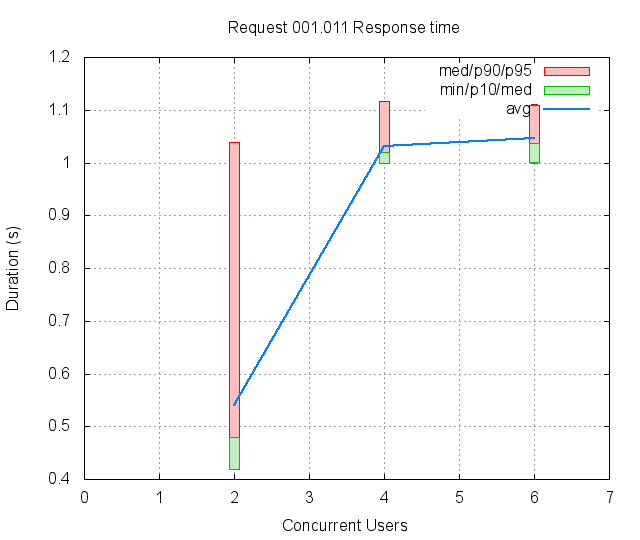 Request 001.011 Response time
1.2
1.1
1
0.9
0.8
0.7
0.6
0.5
0.4
Duration (s)
med/p90/p95
min/p10/med
avg
0 1 2 3 4 5 6 7
Concurrent Users